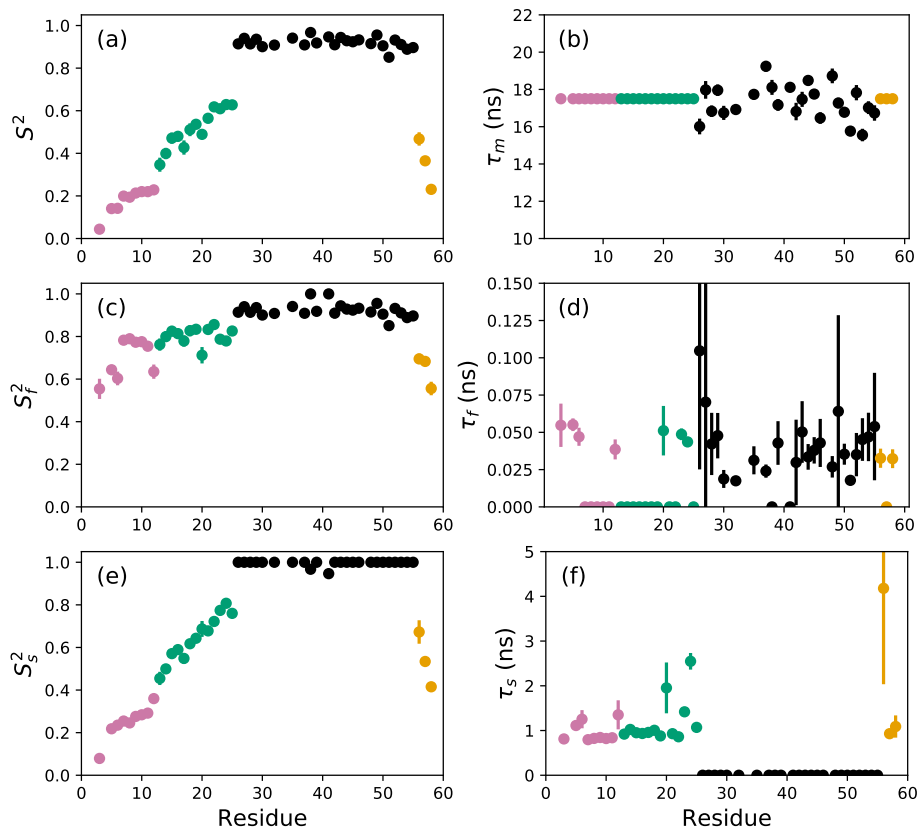 (a)
S²
1.0
0.8
0.6
0.4
0.2
0.0
0 10 20 30 40 50 60
(b)
τm (ns)
22
20
18
16
14
12
10
0 10 20 30 40 50 60
(c)
S²f
1.0
0.8
0.6
0.4
0.2
0.0
0 10 20 30 40 50 60
(d)
τf (ns)
0.150
0.125
0.100
0.075
0.050
0.025
0.000
0 10 20 30 40 50 60
(e)
S²s
1.0
0.8
0.6
0.4
0.2
0.0
0 10 20 30 40 50 60
Residue
(f)
τs (ns)
5
4
3
2
1
0
0 10 20 30 40 50 60
Residue